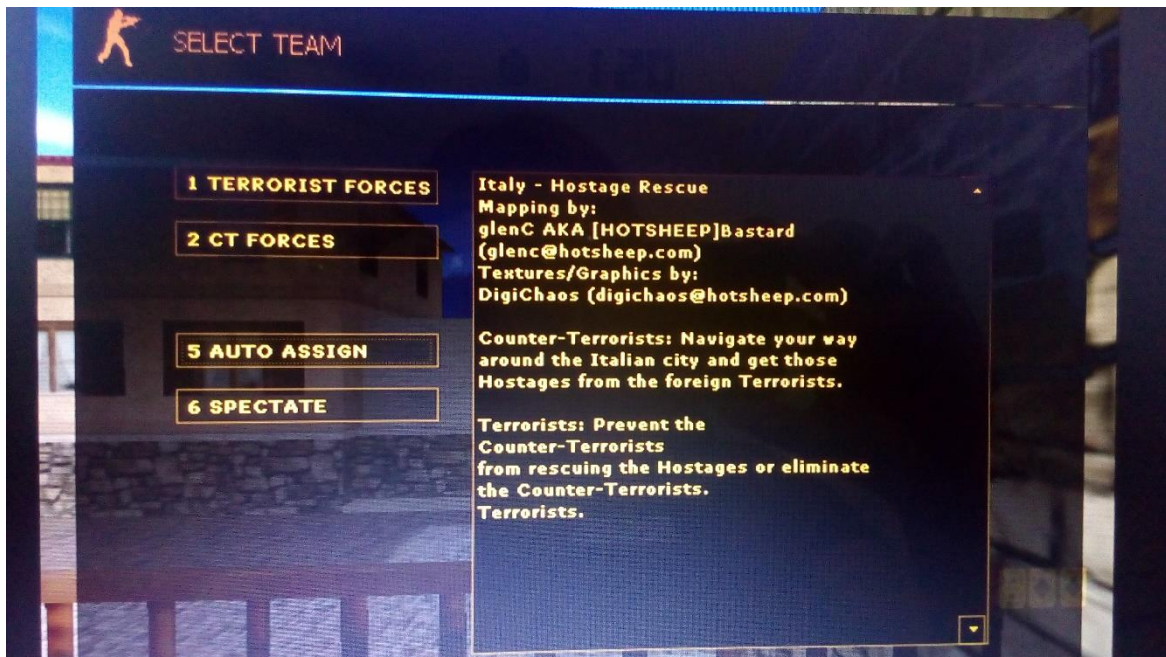 SELECT TEAM
1 TERRORIST FORCES
2 CT FORCES
5 AUTO ASSIGN
6 SPECTATE
Italy - Hostage Rescue
Mapping by:
glenC AKA [HOTSHEEP]Bastard
(glenc@hotsheep.com)
Textures/Graphics by:
DigiChaos (digichaos@hotsheep.com)
Counter-Terrorists: Navigate your way
around the Italian city and get those
Hostages from the foreign Terrorists.
Terrorists: Prevent the
Counter-Terrorists
from rescuing the Hostages or eliminate
the Counter-Terrorists.
Terrorists.